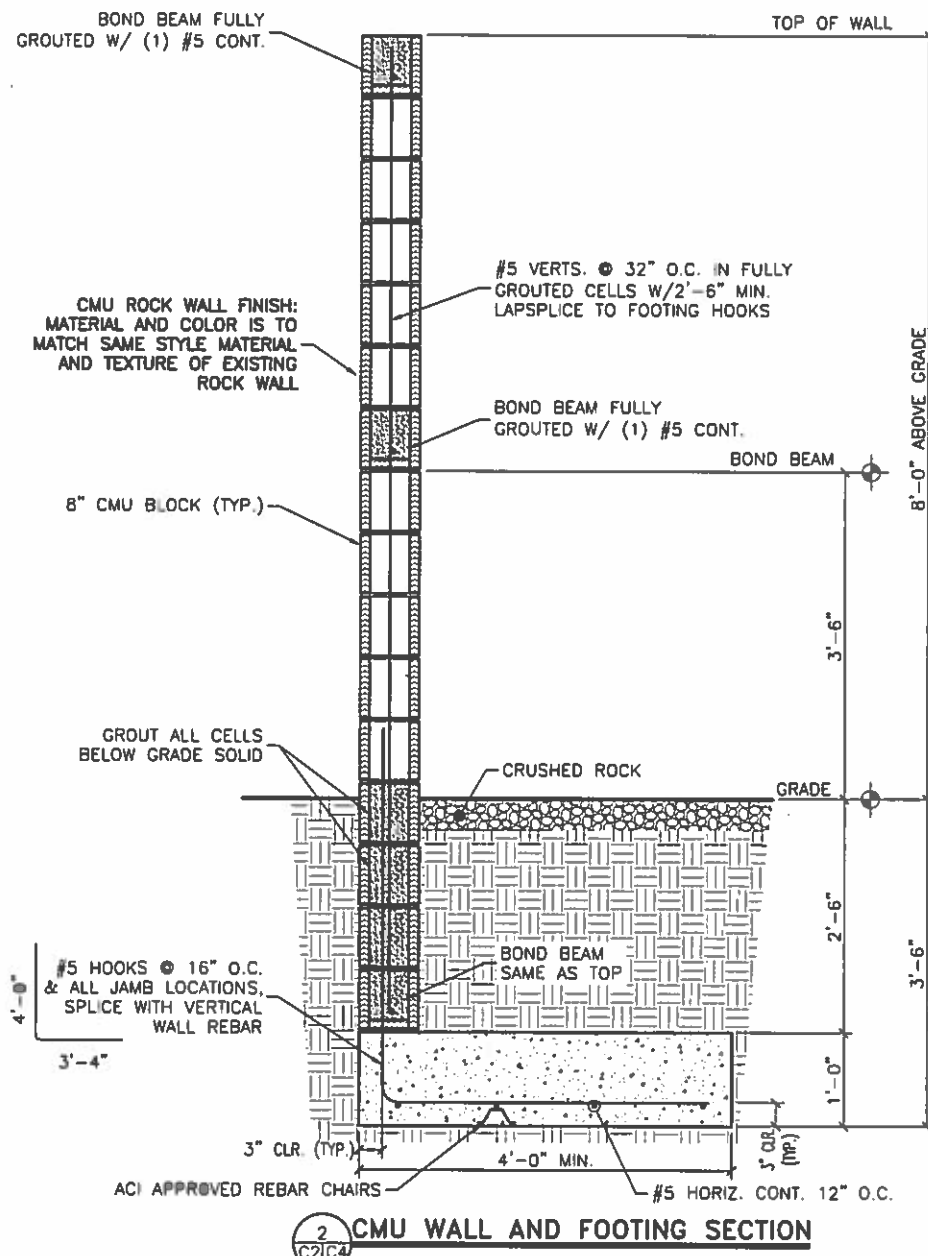 BOND BEAM FULLY
GROUTED W/ (1) #5 CONT.
TOP OF WALL
#5 VERTS. @ 32" O.C. IN FULLY
GROUTED CELLS W/2'-6" MIN.
LAPSPLICE TO FOOTING HOOKS
CMU ROCK WALL FINISH:
MATERIAL AND COLOR IS TO
MATCH SAME STYLE MATERIAL
AND TEXTURE OF EXISTING
ROCK WALL
8'-0" ABOVE GRADE
BOND BEAM FULLY
GROUTED W/ (1) #5 CONT.
BOND BEAM
8" CMU BLOCK (TYP.)
3'-6"
GROUT ALL CELLS
BELOW GRADE SOLID
CRUSHED ROCK
GRADE
2'-6"
3'-6"
#5 HOOKS @ 16" O.C.
& ALL JAMB LOCATIONS,
SPLICE WITH VERTICAL
WALL REBAR
4'-0"
3'-4"
BOND BEAM
SAME AS TOP
1'-0"
3" CLR. (TYP.)
4'-0" MIN.
3" CLR.
(TYP.)
ACI APPROVED REBAR CHAIRS
#5 HORIZ. CONT. 12" O.C.
2
C2|C4
CMU WALL AND FOOTING SECTION